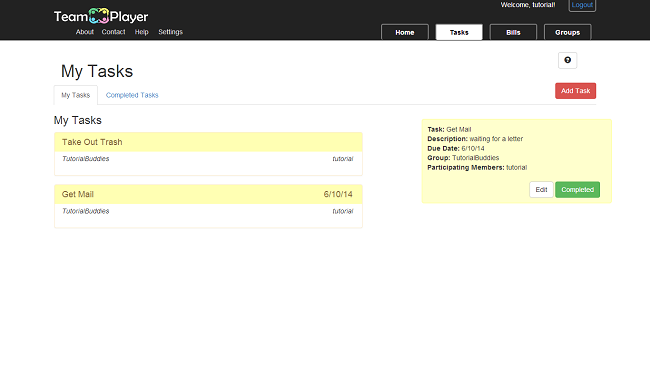 Welcome, tutorial! Logout
Team Player
About Contact Help Settings
Home Tasks Bills Groups
My Tasks
My Tasks Completed Tasks
Add Task
My Tasks
Take Out Trash
TutorialBuddies tutorial
Get Mail 6/10/14
TutorialBuddies tutorial
Task: Get Mail
Description: waiting for a letter
Due Date: 6/10/14
Group: TutorialBuddies
Participating Members: tutorial
Edit Completed